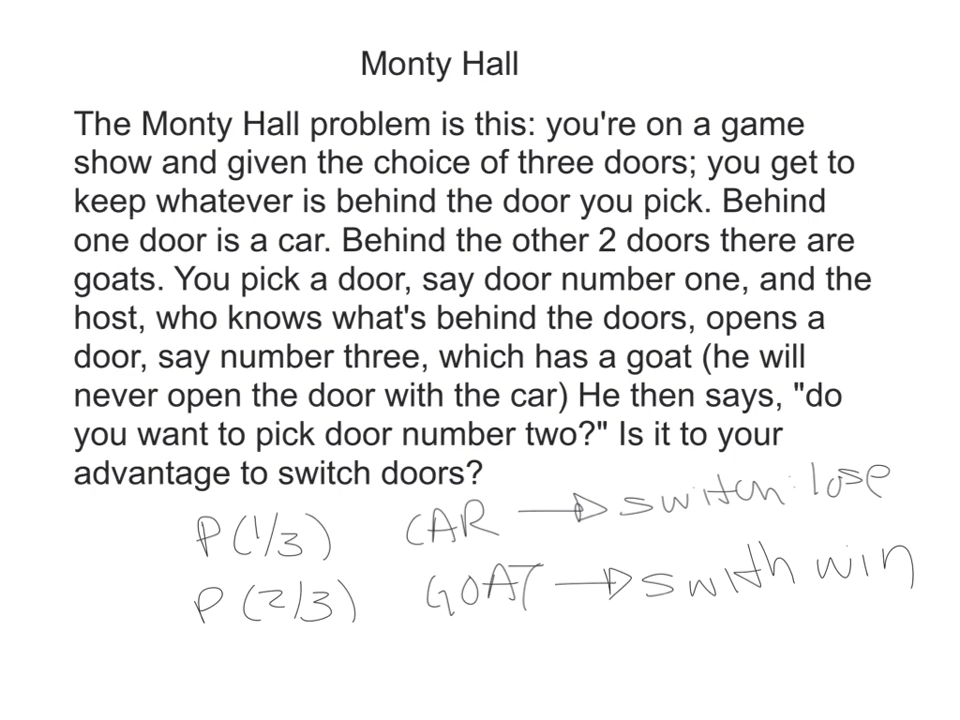 Monty Hall
The Monty Hall problem is this: you're on a game
show and given the choice of three doors; you get to
keep whatever is behind the door you pick. Behind
one door is a car. Behind the other 2 doors there are
goats. You pick a door, say door number one, and the
host, who knows what's behind the doors, opens a
door, say number three, which has a goat (he will
never open the door with the car) He then says, "do
you want to pick door number two?" Is it to your
advantage to switch doors?
P(1/3) CAR → switch: lose
P(2/3) GOAT → swith win